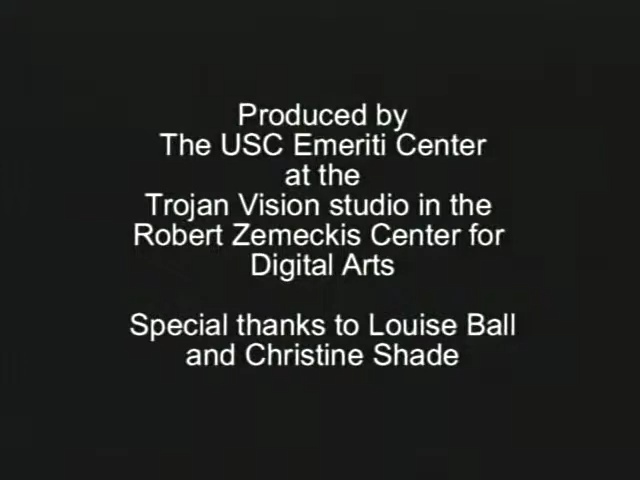 Produced by
The USC Emeriti Center
at the
Trojan Vision studio in the
Robert Zemeckis Center for
Digital Arts
Special thanks to Louise Ball
and Christine Shade